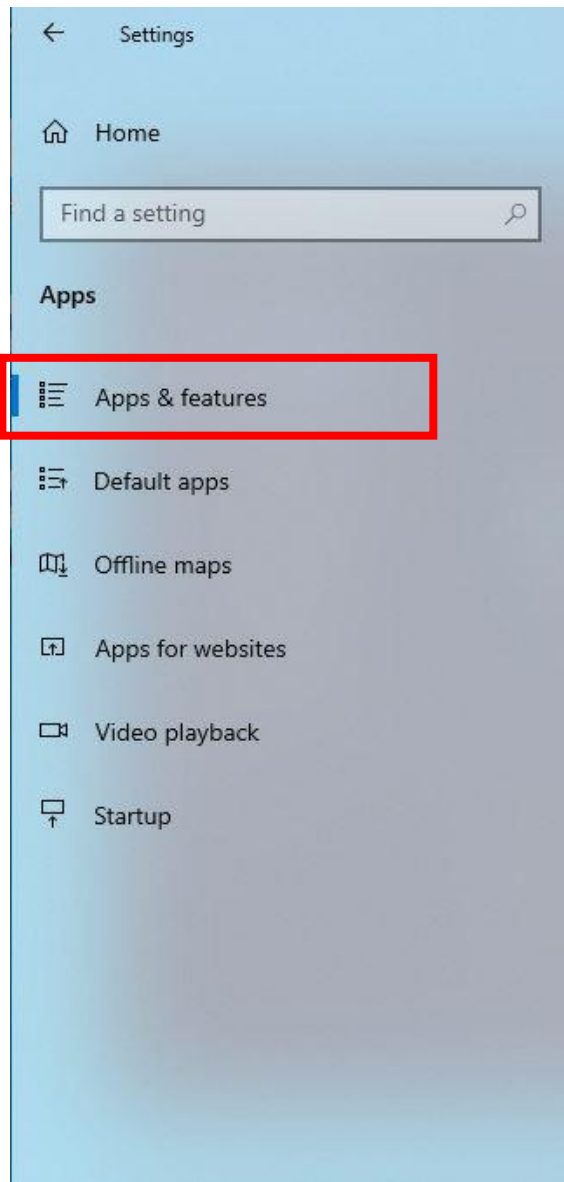 Settings
Home
Find a setting
Apps
Apps & features
Default apps
Offline maps
Apps for websites
Video playback
Startup